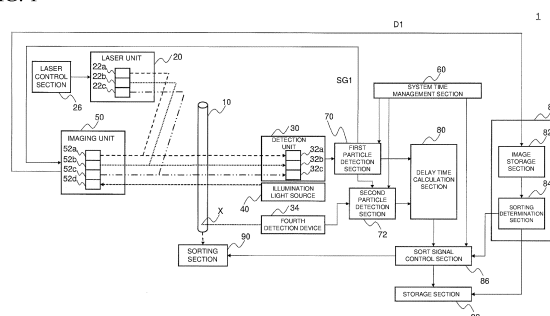 D1
1
LASER UNIT
20
22a
22b
22c
LASER
CONTROL
SECTION
26
SG1
60
SYSTEM TIME
MANAGEMENT SECTION
50
10
30
70
80
IMAGING UNIT
DETECTION
UNIT
52a
52b
52c
52d
32a
32b
32c
FIRST
PARTICLE
DETECTION
SECTION
DELAY TIME
CALCULATION
SECTION
82
IMAGE
STORAGE
SECTION
ILLUMINATION
LIGHT SOURCE
40
34
SECOND
PARTICLE
DETECTION
SECTION
72
84
SORTING
DETERMINATION
SECTION
X
FOURTH
DETECTION DEVICE
90
SORTING
SECTION
SORT SIGNAL
CONTROL SECTION
86
STORAGE SECTION